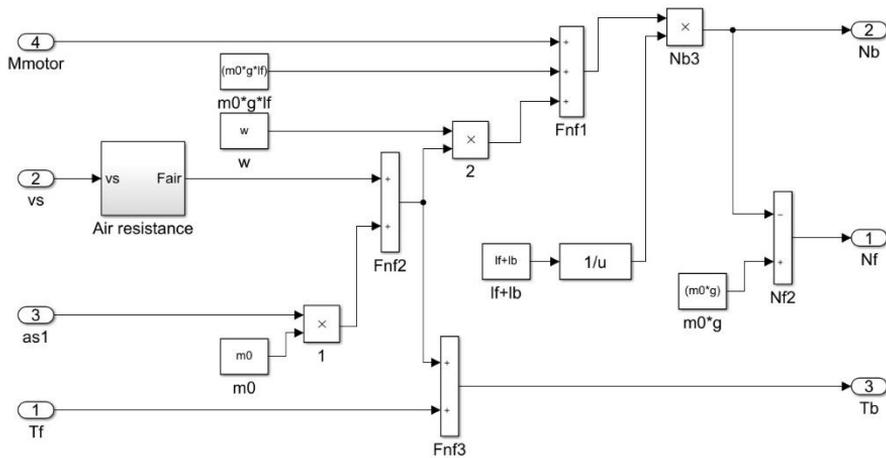 4
Mmotor
(m0*g*lf)
m0*g*lf
+
+
+
Fnf1
×
Nb3
2
Nb
w
w
×
2
2
vs
vs
Fair
Air resistance
+
+
Fnf2
lf+lb
lf+lb
1/u
(m0*g)
m0*g
−
+
Nf2
1
Nf
3
as1
m0
m0
×
1
+
+
Fnf3
3
Tb
1
Tf